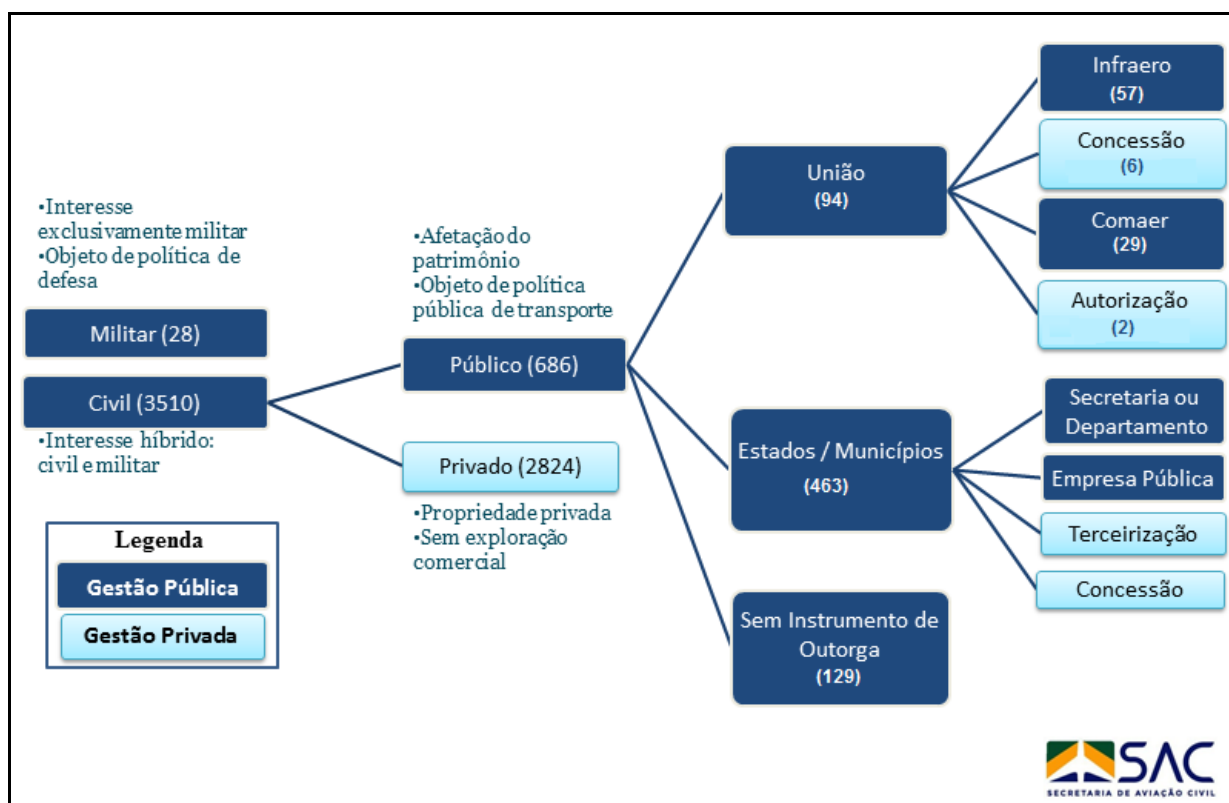 •Interesse
exclusivamente militar
•Objeto de política de
defesa
Militar (28)
Civil (3510)
•Interesse híbrido:
civil e militar
Legenda
Gestão Pública
Gestão Privada
•Afetação do
patrimônio
•Objeto de política
pública de transporte
Público (686)
Privado (2824)
•Propriedade privada
•Sem exploração
comercial
União
(94)
Estados / Municípios
(463)
Sem Instrumento de
Outorga
(129)
Infraero
(57)
Concessão
(6)
Comaer
(29)
Autorização
(2)
Secretaria ou
Departamento
Empresa Pública
Terceirização
Concessão
SAC
SECRETARIA DE AVIAÇÃO CIVIL